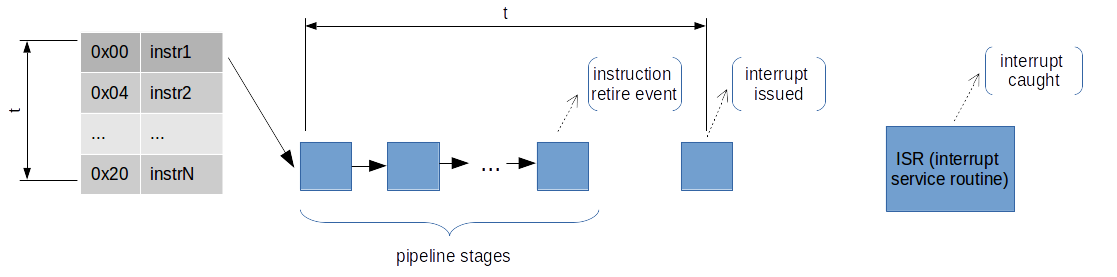 t
0x00 instr1
0x04 instr2
... ...
0x20 instrN
t
instruction
retire event
interrupt
issued
interrupt
caught
...
ISR (interrupt
service routine)
pipeline stages